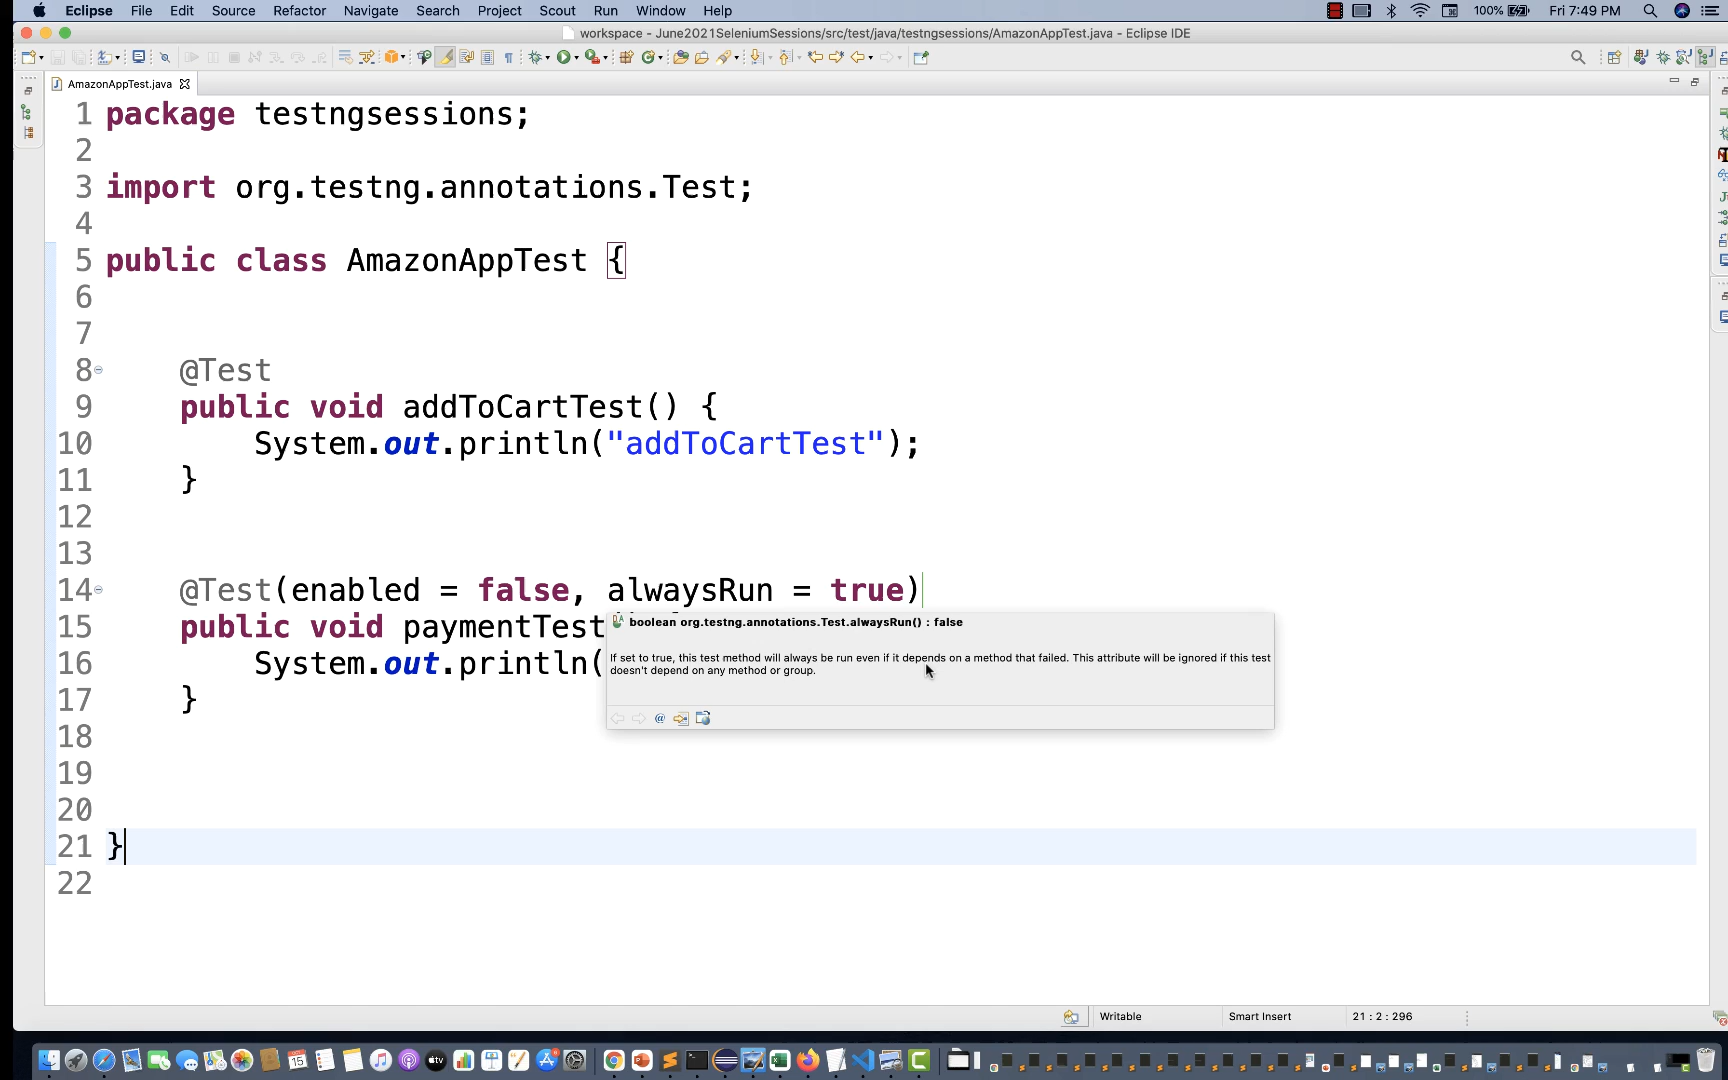 Eclipse File Edit Source Refactor Navigate Search Project Scout Run Window Help 100% Fri 7:49 PM
workspace - June2021SeleniumSessions/src/test/java/testngsessions/AmazonAppTest.java - Eclipse IDE
AmazonAppTest.java
1 package testngsessions;
2
3 import org.testng.annotations.Test;
4
5 public class AmazonAppTest {
6
7
8 @Test
9 public void addToCartTest() {
10 System.out.println("addToCartTest");
11 }
12
13
14 @Test(enabled = false, alwaysRun = true)
15 public void paymentTest
boolean org.testng.annotations.Test.alwaysRun() : false
16 System.out.println(
If set to true, this test method will always be run even if it depends on a method that failed. This attribute will be ignored if this test
doesn't depend on any method or group.
17 }
@
18
19
20
21 }
22
Writable Smart Insert 21 : 2 : 296